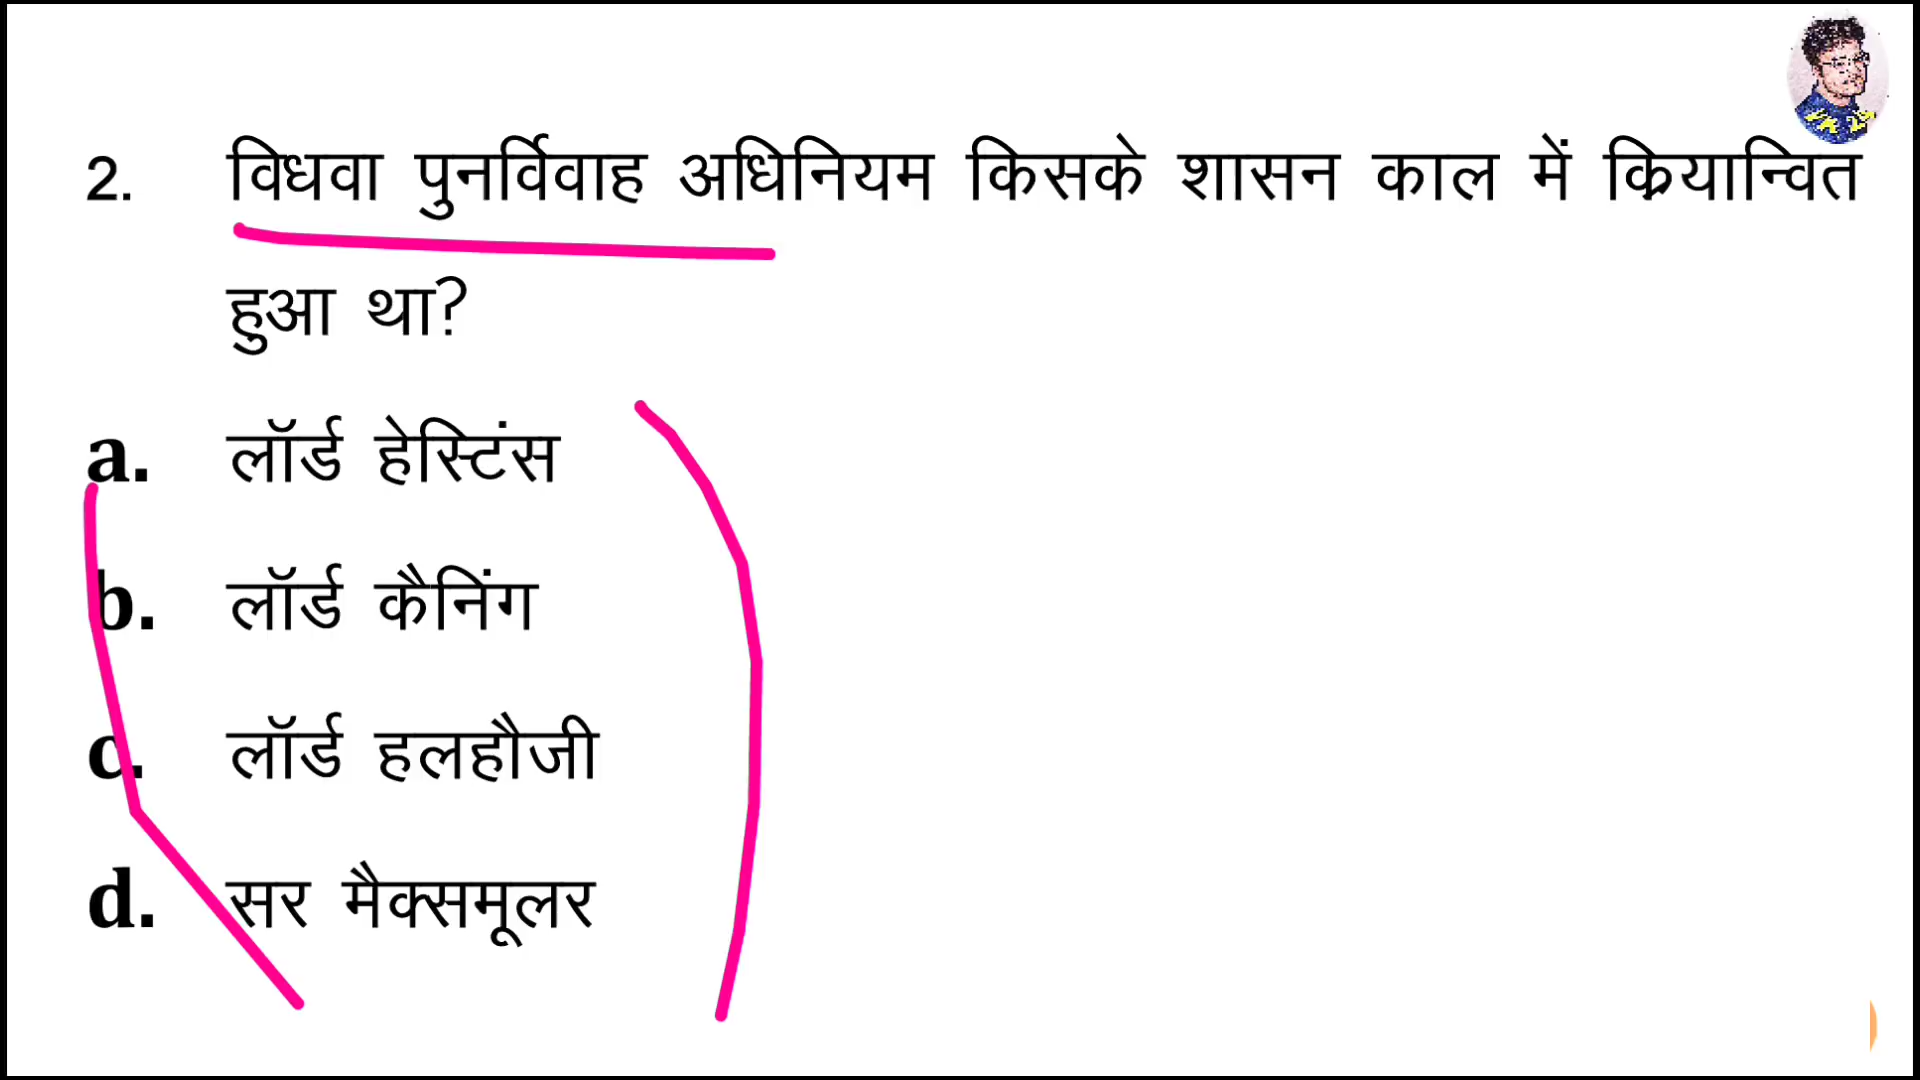 2. विधवा पुनर्विवाह अधिनियम किसके शासन काल में क्रियान्वित
हुआ था?
a. लॉर्ड हेस्टिंस
b. लॉर्ड कैनिंग
c. लॉर्ड हलहौजी
d. सर मैक्समूलर